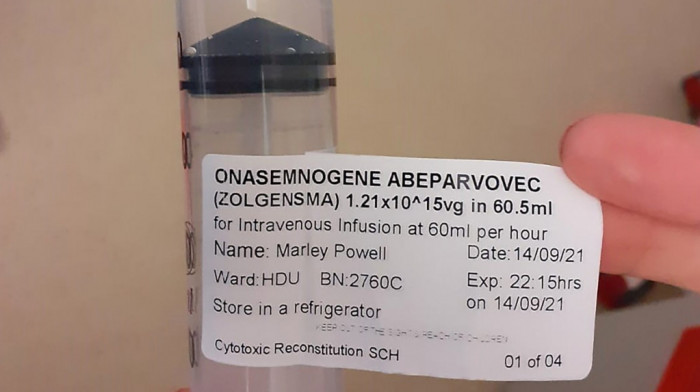 ONASEMNOGENE ABEPARVOVEC
(ZOLGENSMA) 1.21x10^15vg in 60.5ml
for Intravenous Infusion at 60ml per hour
Name: Marley Powell Date:14/09/21
Ward:HDU BN:2760C Exp: 22:15hrs
on 14/09/21
Store in a refrigerator
KEEP OUT OF THE SIGHT & REACH OF CHILDREN
Cytotoxic Reconstitution SCH 01 of 04